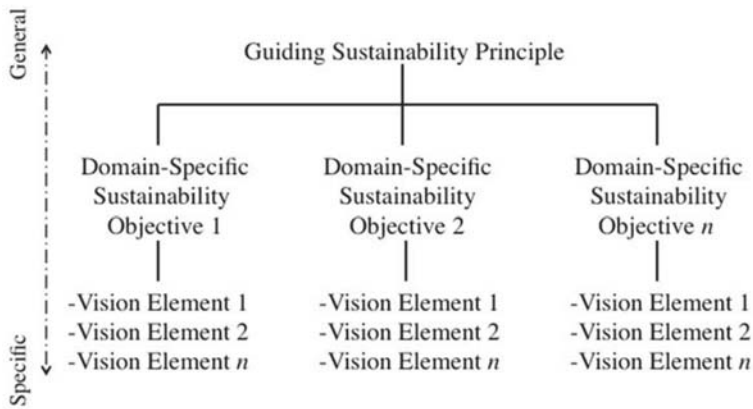 General
Guiding Sustainability Principle
Domain-Specific
Sustainability
Objective 1
Domain-Specific
Sustainability
Objective 2
Domain-Specific
Sustainability
Objective n
-Vision Element 1
-Vision Element 2
-Vision Element n
-Vision Element 1
-Vision Element 2
-Vision Element n
-Vision Element 1
-Vision Element 2
-Vision Element n
Specific